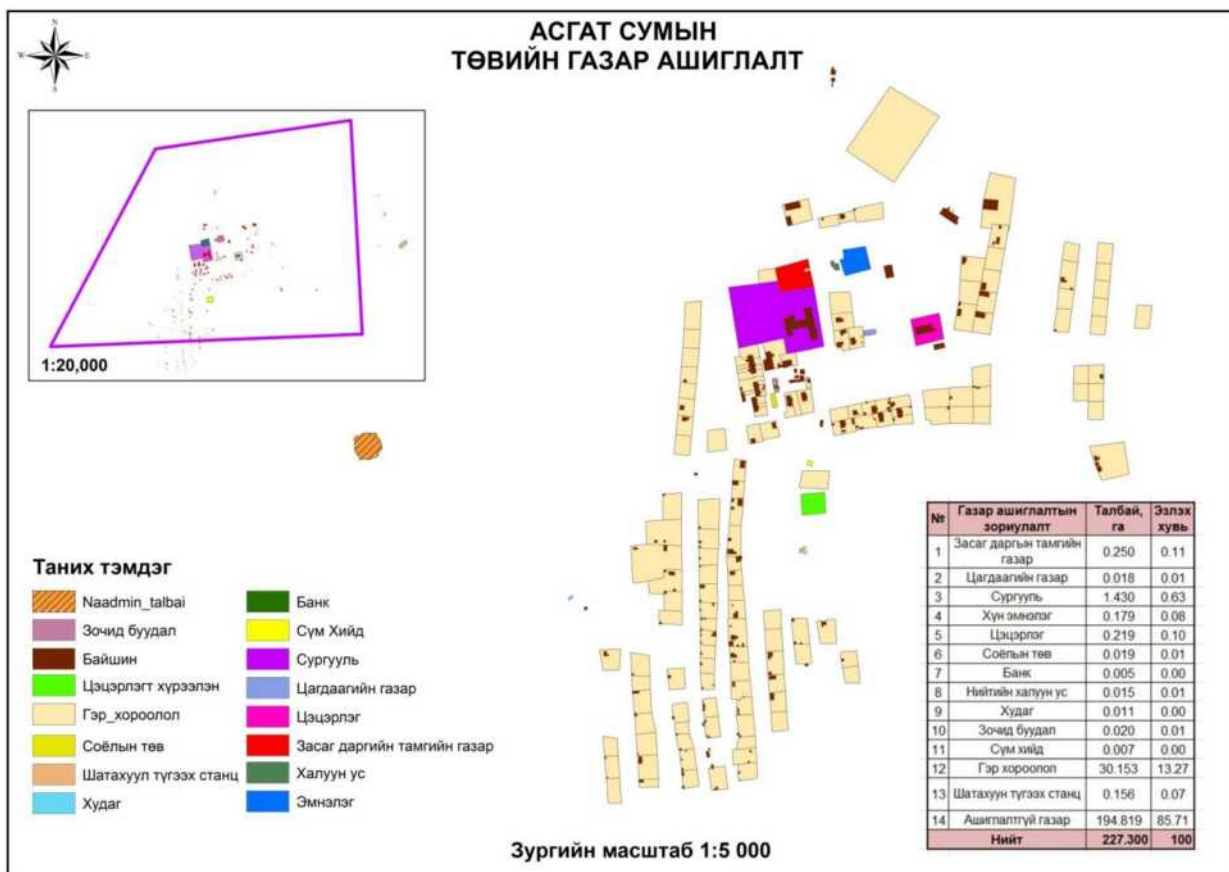 АСГАТ СУМЫН
ТӨВИЙН ГАЗАР АШИГЛАЛТ
N
W E
S
1:20,000
Таних тэмдэг
Naadmin_talbai
Зочид буудал
Байшин
Цэцэрлэгт хүрээлэн
Гэр_хороолол
Соёлын төв
Шатахуул түгээх станц
Худаг
Банк
Сүм Хийд
Сургууль
Цагдаагийн газар
Цэцэрлэг
Засаг даргийн тамгийн газар
Халуун ус
Эмнэлэг
№ Газар ашиглалтын зориулалт Талбай, га Эзлэх хувь
1 Засаг даргын тамгийн газар 0.250 0.11
2 Цагдаагийн газар 0.018 0.01
3 Сургууль 1.430 0.63
4 Хүн эмнэлэг 0.179 0.08
5 Цэцэрлэг 0.219 0.10
6 Соёлын төв 0.019 0.01
7 Банк 0.005 0.00
8 Нийтийн халуун ус 0.015 0.01
9 Худаг 0.011 0.00
10 Зочид буудал 0.020 0.01
11 Сүм хийд 0.007 0.00
12 Гэр хороолол 30.153 13.27
13 Шатахуун түгээх станц 0.156 0.07
14 Ашиглалтгүй газар 194.819 85.71
Нийт 227.300 100
Зургийн масштаб 1:5 000